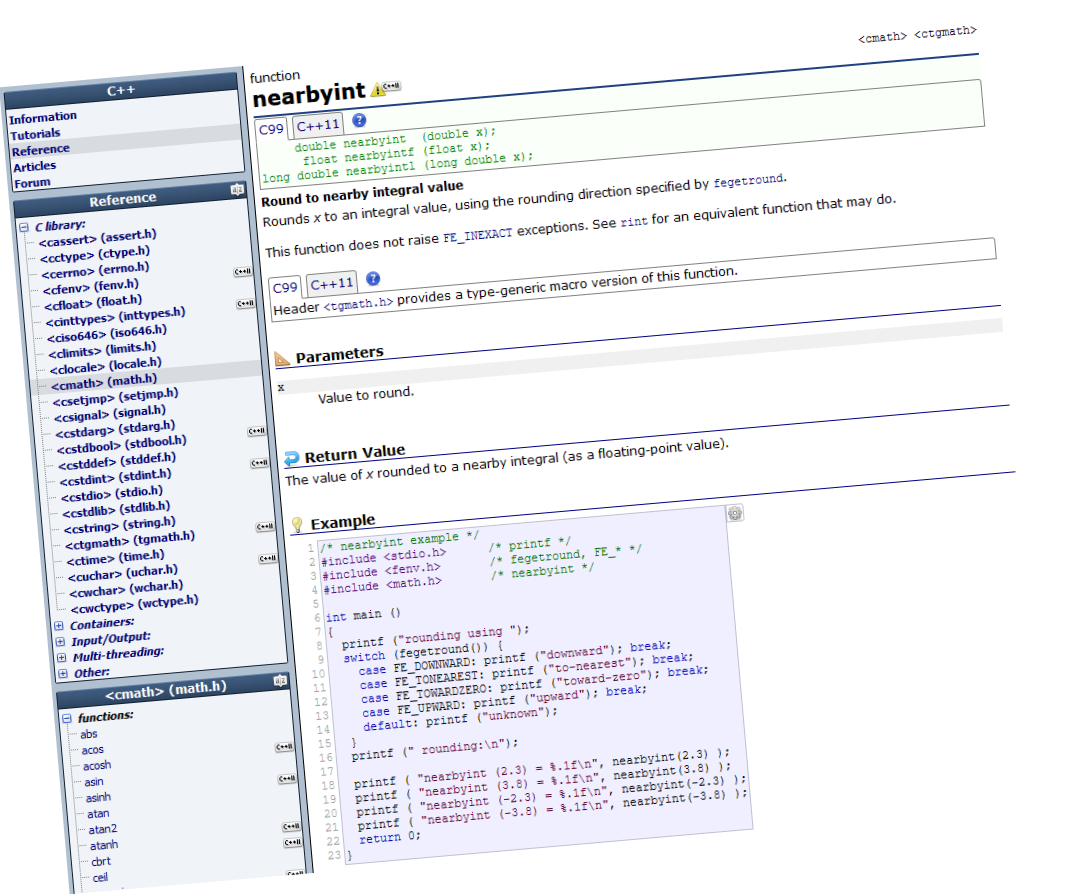 <cmath> <ctgmath>
C++
Information
Tutorials
Reference
Articles
Forum
Reference
C library:
<cassert> (assert.h)
<cctype> (ctype.h)
<cerrno> (errno.h)
<cfenv> (fenv.h)
<cfloat> (float.h)
<cinttypes> (inttypes.h)
<ciso646> (iso646.h)
<climits> (limits.h)
<clocale> (locale.h)
<cmath> (math.h)
<csetjmp> (setjmp.h)
<csignal> (signal.h)
<cstdarg> (stdarg.h)
<cstdbool> (stdbool.h)
<cstddef> (stddef.h)
<cstdint> (stdint.h)
<cstdio> (stdio.h)
<cstdlib> (stdlib.h)
<cstring> (string.h)
<ctgmath> (tgmath.h)
<ctime> (time.h)
<cuchar> (uchar.h)
<cwchar> (wchar.h)
<cwctype> (wctype.h)
Containers:
Input/Output:
Multi-threading:
Other:
<cmath> (math.h)
functions:
abs
acos
acosh
asin
asinh
atan
atan2
atanh
cbrt
ceil
function
nearbyint
C99 C++11
double nearbyint  (double x);
float nearbyintf (float x);
long double nearbyintl (long double x);
Round to nearby integral value
Rounds x to an integral value, using the rounding direction specified by fegetround.
This function does not raise FE_INEXACT exceptions. See rint for an equivalent function that may do.
C99 C++11
Header <tgmath.h> provides a type-generic macro version of this function.
Parameters
x
Value to round.
Return Value
The value of x rounded to a nearby integral (as a floating-point value).
Example
1 /* nearbyint example */
2 #include <stdio.h>      /* printf */
3 #include <fenv.h>       /* fegetround, FE_* */
4 #include <math.h>       /* nearbyint */
5
6 int main ()
7 {
8   printf ("rounding using ");
9   switch (fegetround()) {
10     case FE_DOWNWARD: printf ("downward"); break;
11     case FE_TONEAREST: printf ("to-nearest"); break;
12     case FE_TOWARDZERO: printf ("toward-zero"); break;
13     case FE_UPWARD: printf ("upward"); break;
14     default: printf ("unknown");
15   }
16   printf (" rounding:\n");
17
18   printf ( "nearbyint (2.3) = %.1f\n", nearbyint(2.3) );
19   printf ( "nearbyint (3.8) = %.1f\n", nearbyint(3.8) );
20   printf ( "nearbyint (-2.3) = %.1f\n", nearbyint(-2.3) );
21   printf ( "nearbyint (-3.8) = %.1f\n", nearbyint(-3.8) );
22   return 0;
23 }